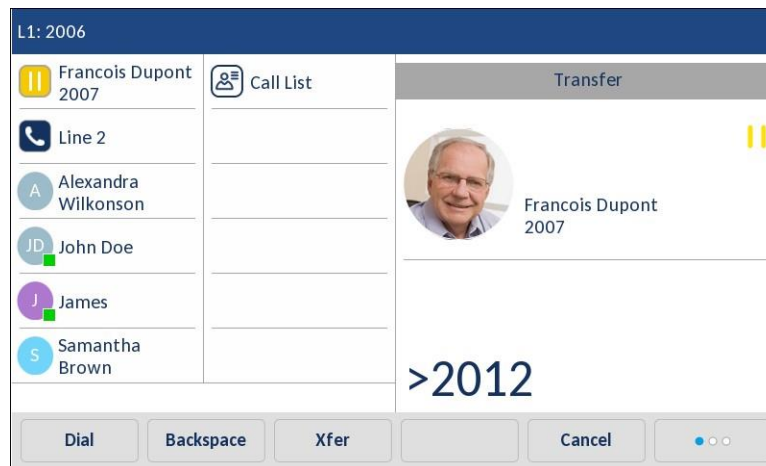 L1: 2006
Francois Dupont
2007
Line 2
A
Alexandra
Wilkonson
JD
John Doe
J
James
S
Samantha
Brown
Call List
Transfer
Francois Dupont
2007
>2012
Dial
Backspace
Xfer
Cancel